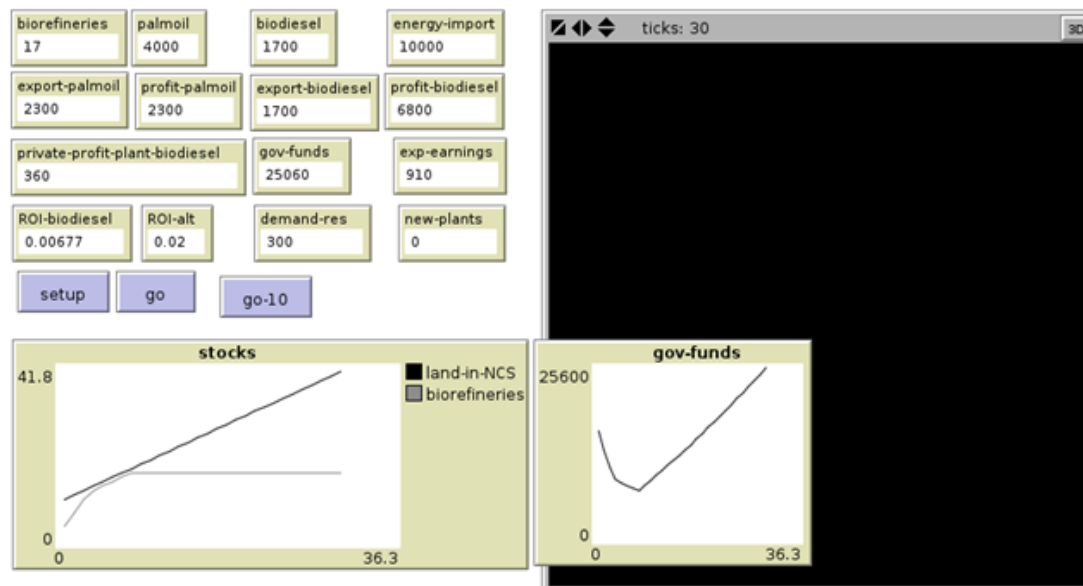 biorefineries palmoil biodiesel energy-import
17 4000 1700 10000
export-palmoil profit-palmoil export-biodiesel profit-biodiesel
2300 2300 1700 6800
private-profit-plant-biodiesel gov-funds exp-earnings
360 25060 910
ROI-biodiesel ROI-alt demand-res new-plants
0.00677 0.02 300 0
setup go go-10
ticks: 30
3D
stocks
41.8
0
0 36.3
land-in-NCS
biorefineries
gov-funds
25600
0
0 36.3